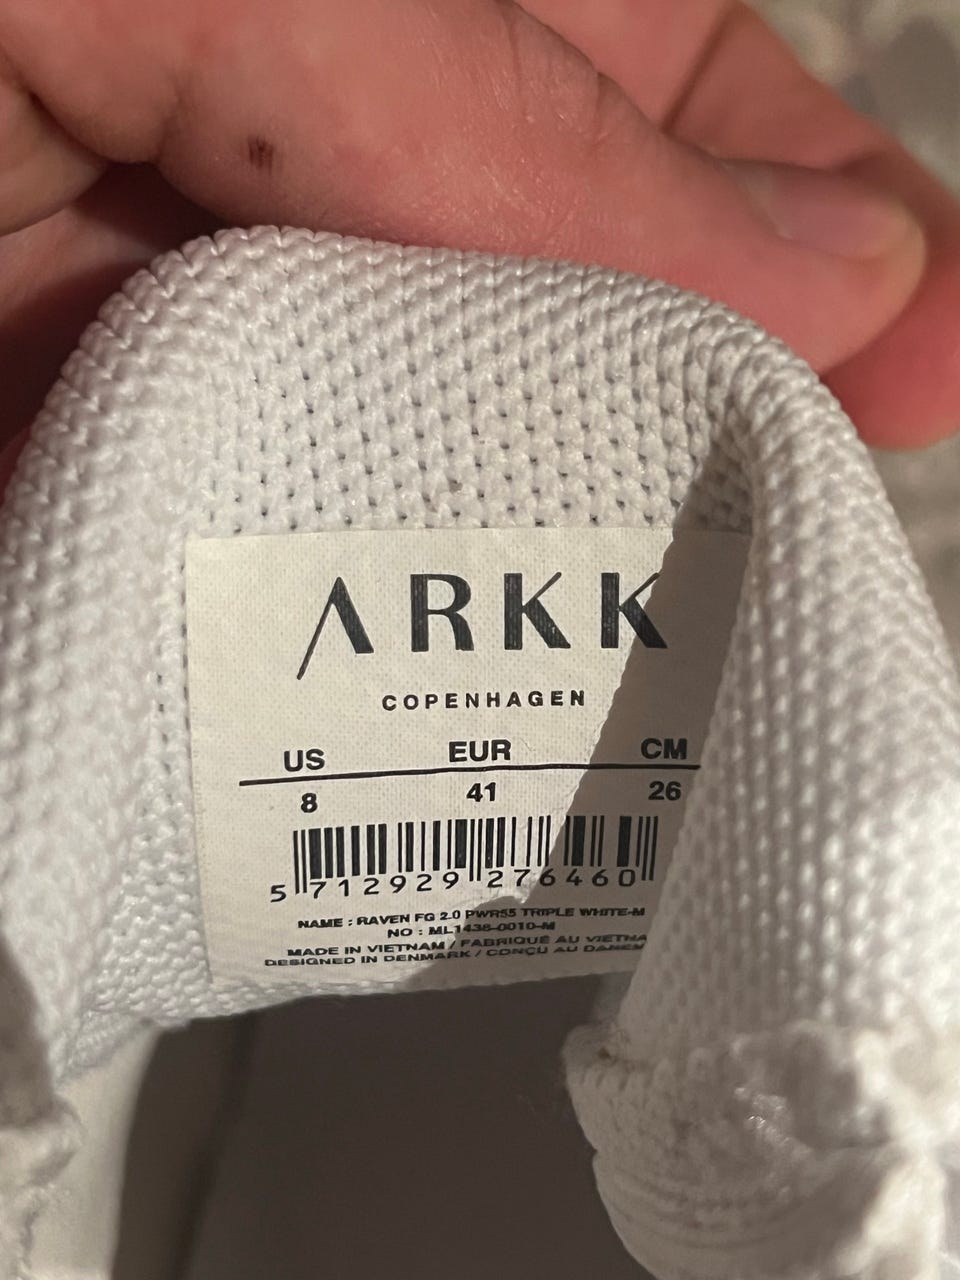 ARKK
COPENHAGEN
US EUR CM
8 41 26
5 712929 276460
NAME : RAVEN FG 2.0 PWR55 TRIPLE WHITE-M
NO : ML1438-0010-M
MADE IN VIETNAM / FABRIQUÉ AU VIETNA
DESIGNED IN DENMARK / CONÇU AU DANEM